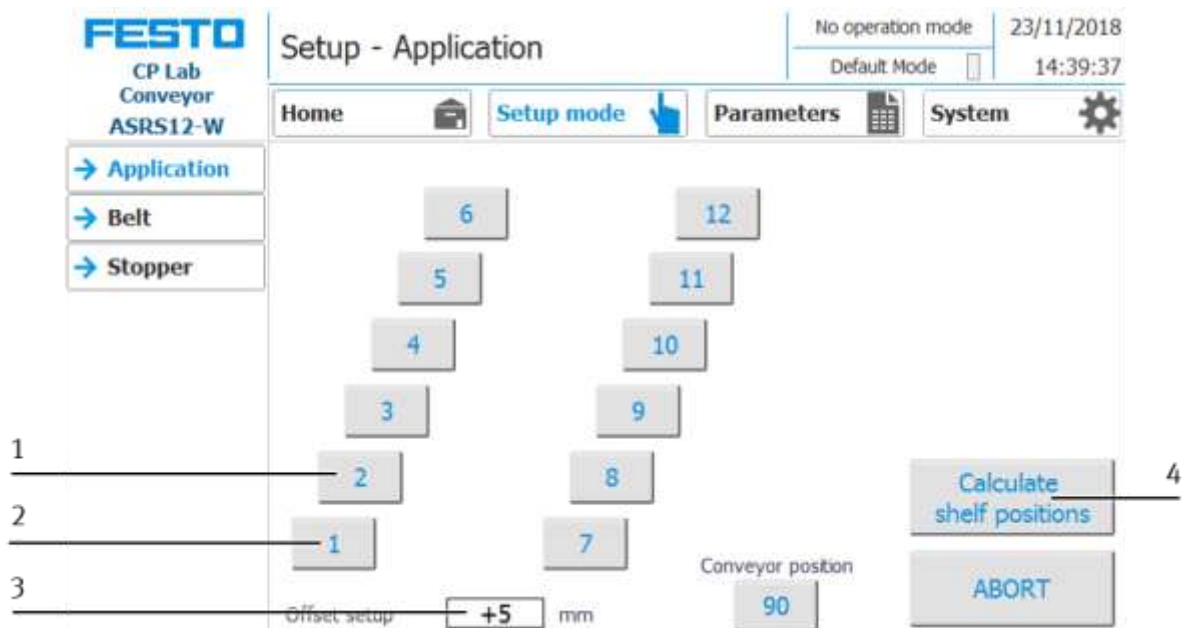 FESTO
CP Lab
Conveyor
ASRS12-W
Setup - Application
No operation mode
Default Mode
23/11/2018
14:39:37
Home
Setup mode
Parameters
System
Application
Belt
Stopper
6
12
5
11
4
10
3
9
1
2
8
Calculate
shelf positions
4
2
1
7
Conveyor position
90
ABORT
3
Offset setup
+5
mm